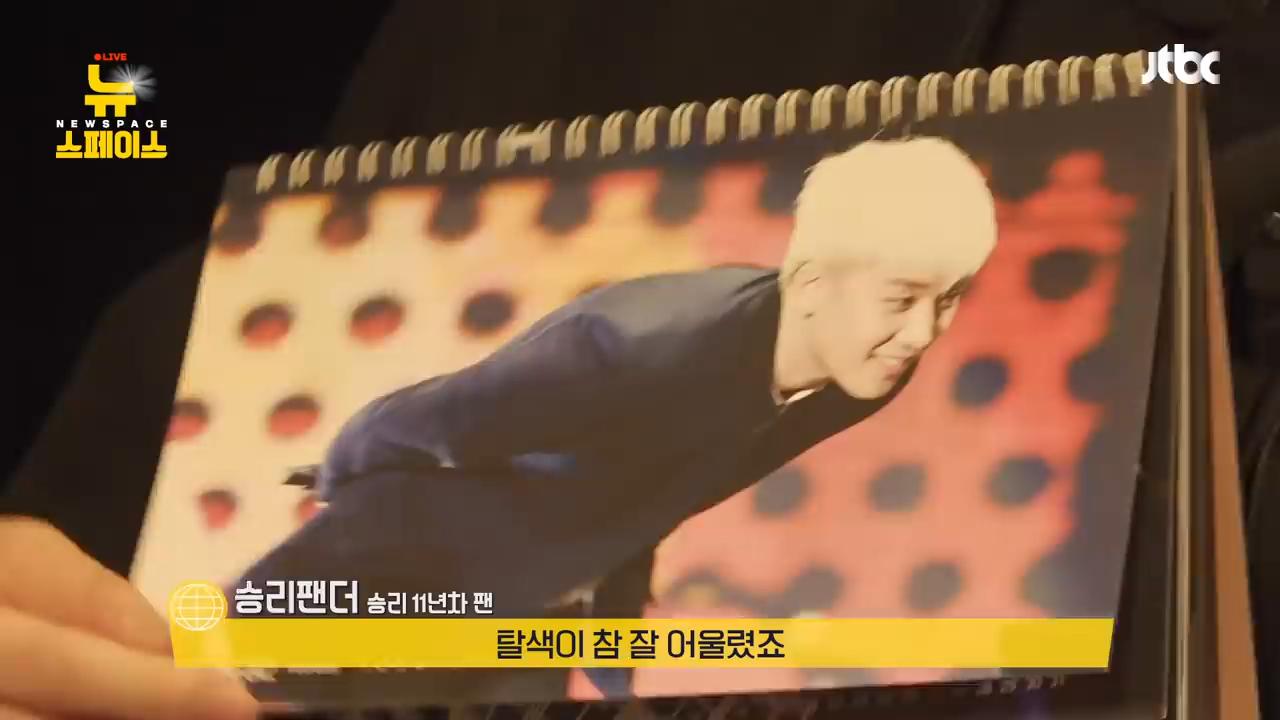 LIVE
뉴
NEWSPACE
스페이스
jtbc
승리팬더 승리 11년차 팬
탈색이 참 잘 어울렸죠